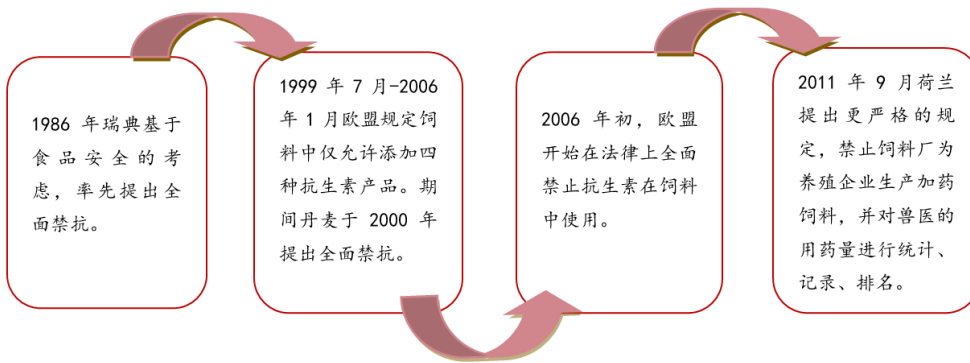 1986 年瑞典基于
食品安全的考
虑，率先提出全
面禁抗。
1999 年 7 月-2006
年 1 月欧盟规定饲
料中仅允许添加四
种抗生素产品。期
间丹麦于 2000 年
提出全面禁抗。
2006 年初，欧盟
开始在法律上全面
禁止抗生素在饲料
中使用。
2011 年 9 月荷兰
提出更严格的规
定，禁止饲料厂为
养殖企业生产加药
饲料，并对兽医的
用药量进行统计、
记录、排名。